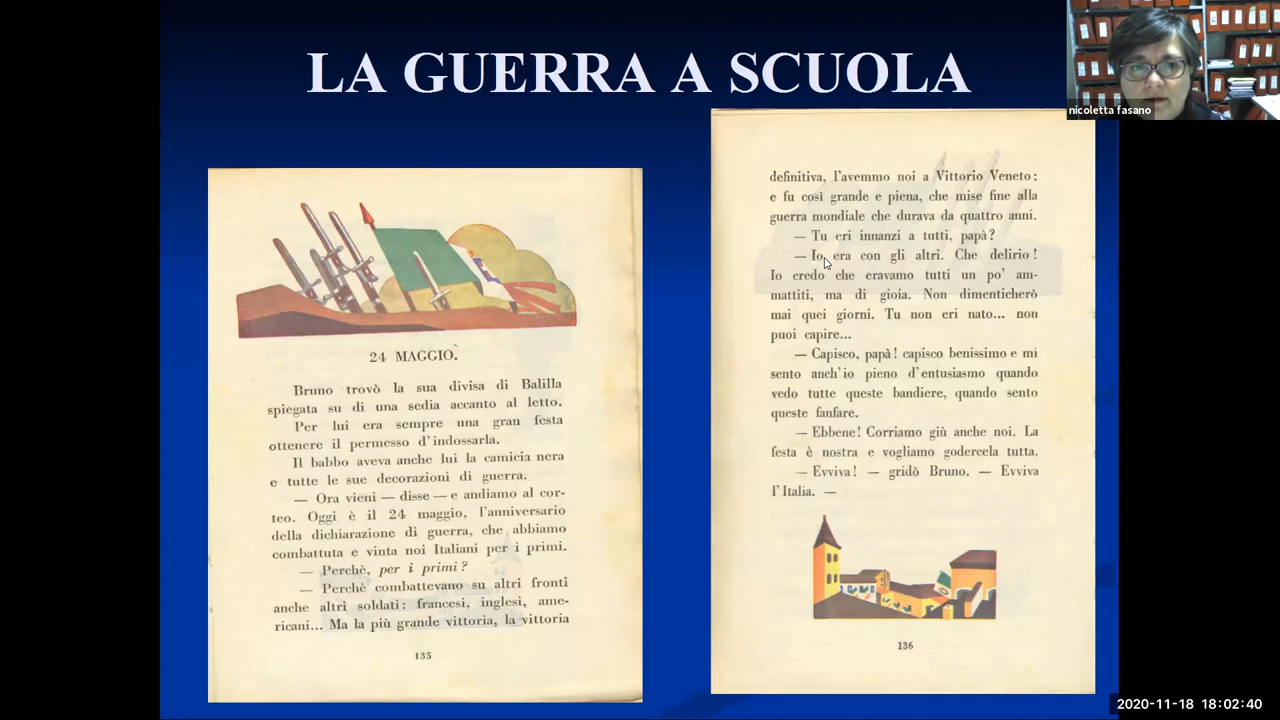 LA GUERRA A SCUOLA
nicoletta fasano
24 MAGGIO.
Bruno trovò la sua divisa di Balilla
spiegata su di una sedia accanto al letto.
Per lui era sempre una gran festa
ottenere il permesso d'indossarla.
Il babbo aveva anche lui la camicia nera
e tutte le sue decorazioni di guerra.
— Ora vieni — disse — e andiamo al cor-
teo. Oggi è il 24 maggio, l'anniversario
della dichiarazione di guerra, che abbiamo
combattuta e vinta noi Italiani per i primi.
— Perchè, per i primi?
— Perchè combattevano su altri fronti
anche altri soldati: francesi, inglesi, ame-
ricani... Ma la più grande vittoria, la vittoria
135
definitiva, l'avemmo noi a Vittorio Veneto:
e fu così grande e piena, che mise fine alla
guerra mondiale che durava da quattro anni.
— Tu eri innanzi a tutti, papà?
— Io era con gli altri. Che delirio!
Io credo che eravamo tutti un po' am-
mattiti, ma di gioia. Non dimenticherò
mai quei giorni. Tu non eri nato... non
puoi capire...
— Capisco, papà! capisco benissimo e mi
sento anch'io pieno d'entusiasmo quando
vedo tutte queste bandiere, quando sento
queste fanfare.
— Ebbene! Corriamo giù anche noi. La
festa è nostra e vogliamo godercela tutta.
— Evviva! — gridò Bruno. — Evviva
l'Italia. —
136
2020-11-18 18:02:40